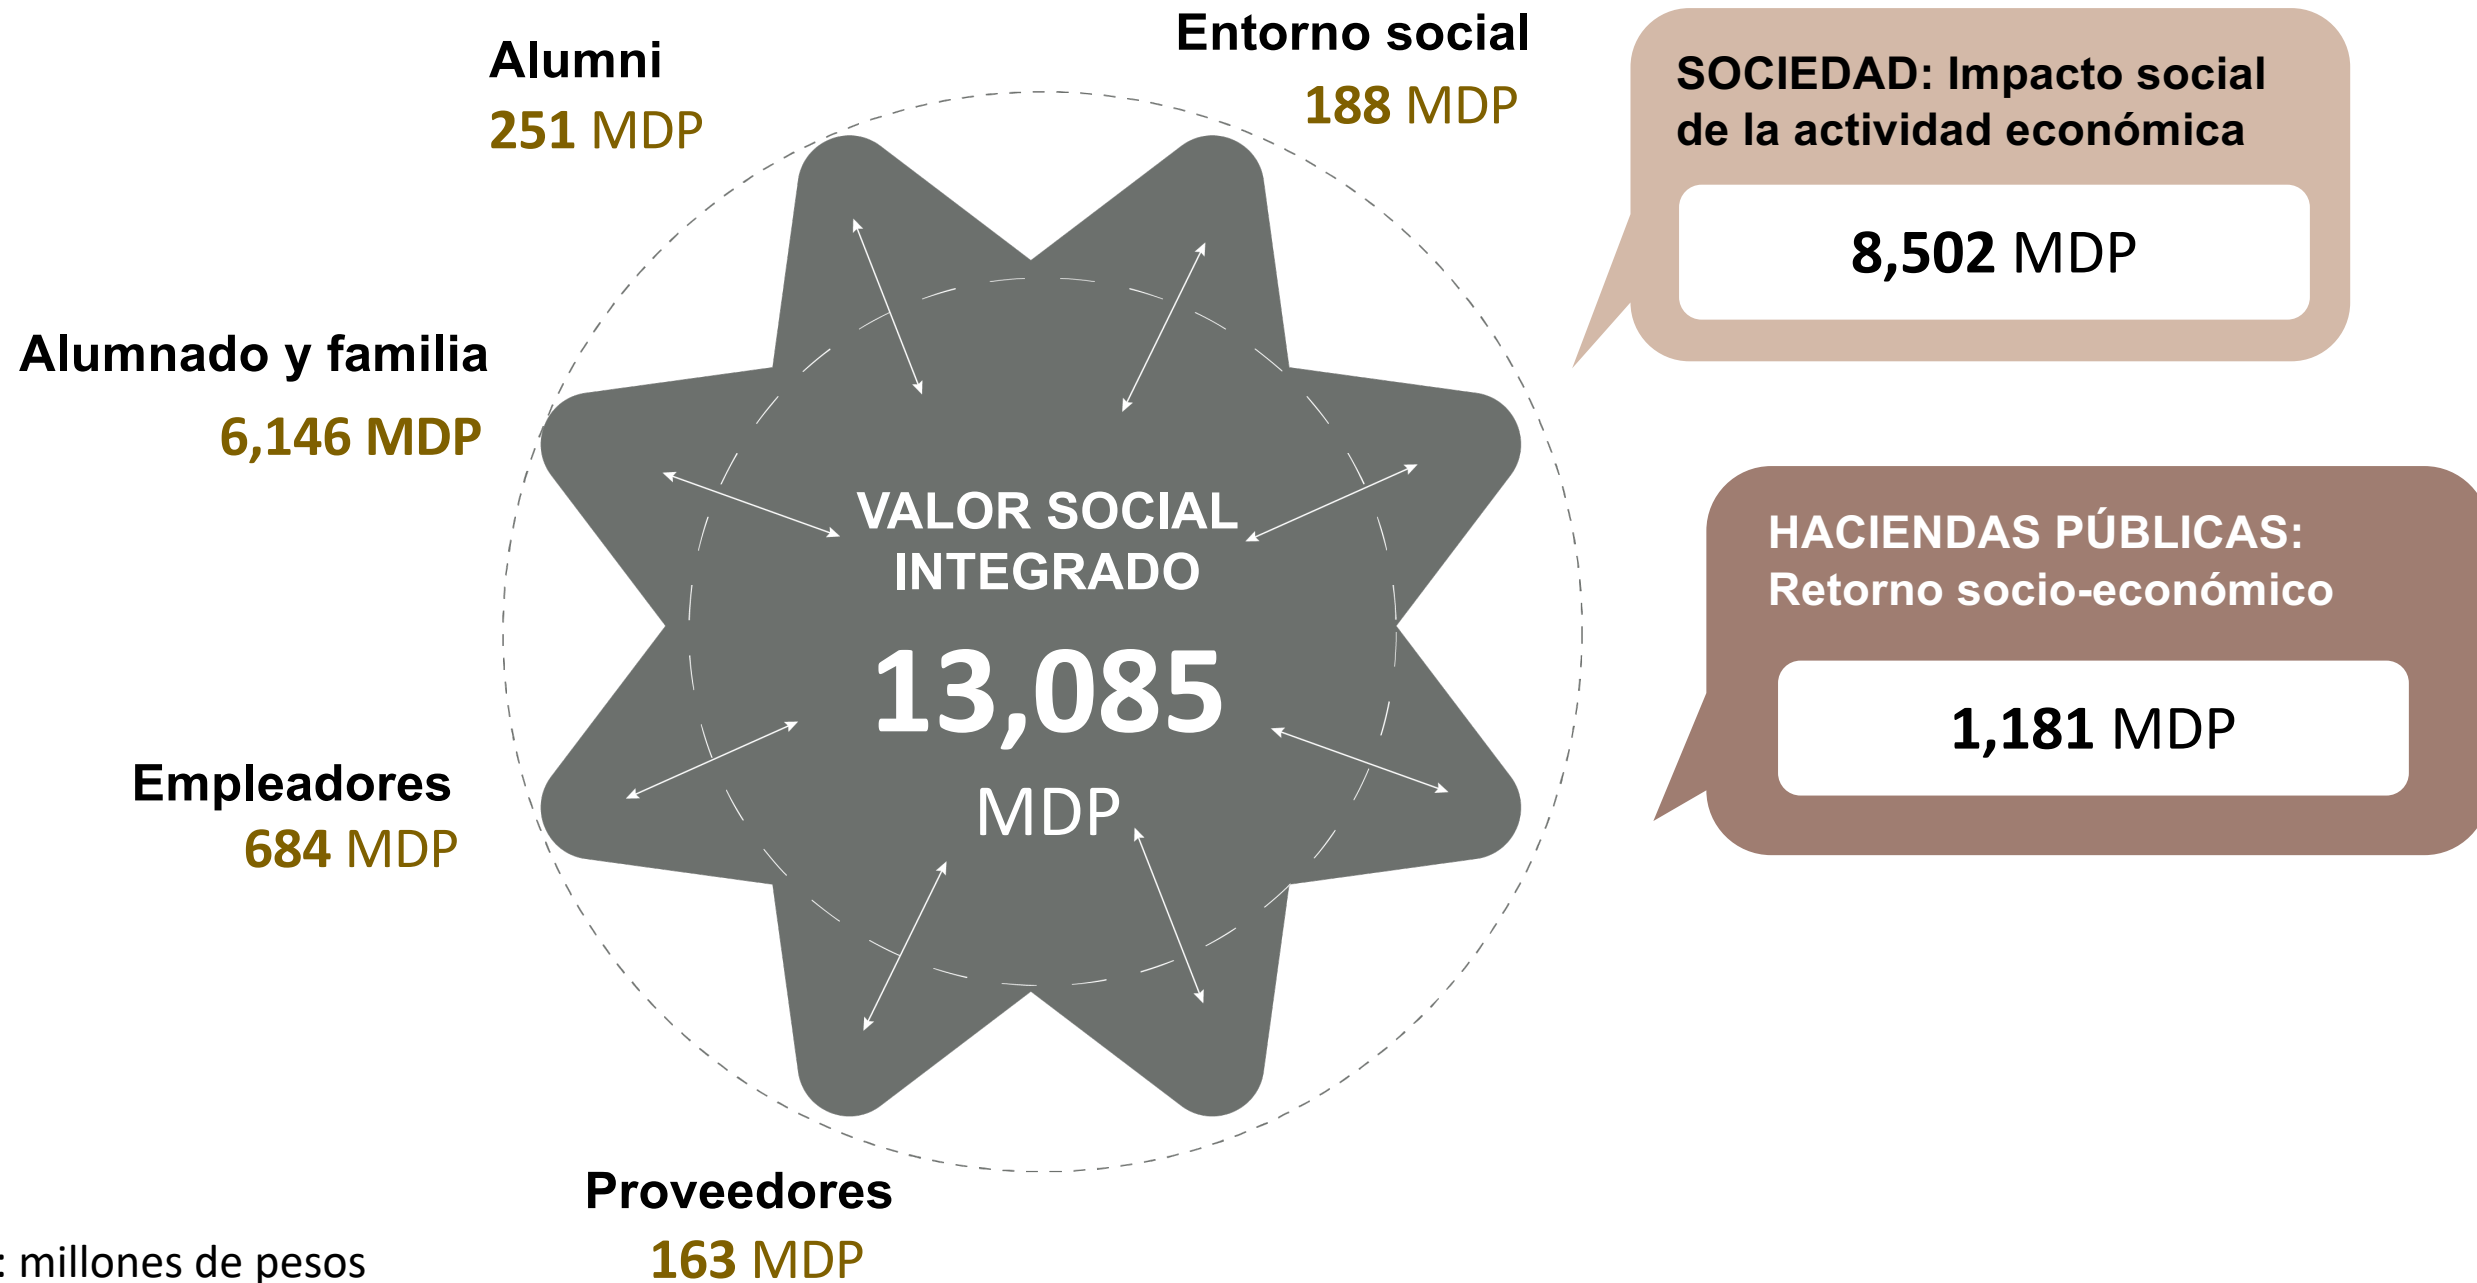 Alumni
251 MDP
Entorno social
188 MDP
SOCIEDAD: Impacto social
de la actividad económica
8,502 MDP
Alumnado y familia
6,146 MDP
VALOR SOCIAL
INTEGRADO
13,085
MDP
HACIENDAS PÚBLICAS:
Retorno socio-económico
1,181 MDP
Empleadores
684 MDP
Proveedores
163 MDP
: millones de pesos